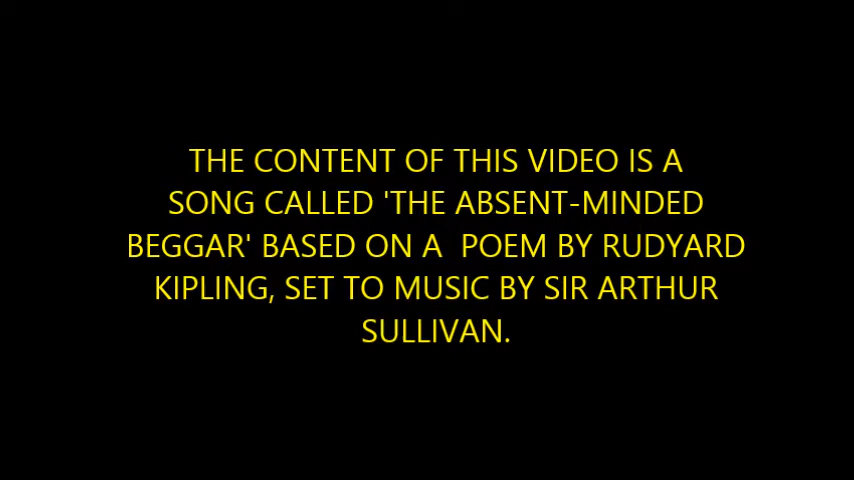 THE CONTENT OF THIS VIDEO IS A
SONG CALLED 'THE ABSENT-MINDED
BEGGAR' BASED ON A  POEM BY RUDYARD
KIPLING, SET TO MUSIC BY SIR ARTHUR
SULLIVAN.